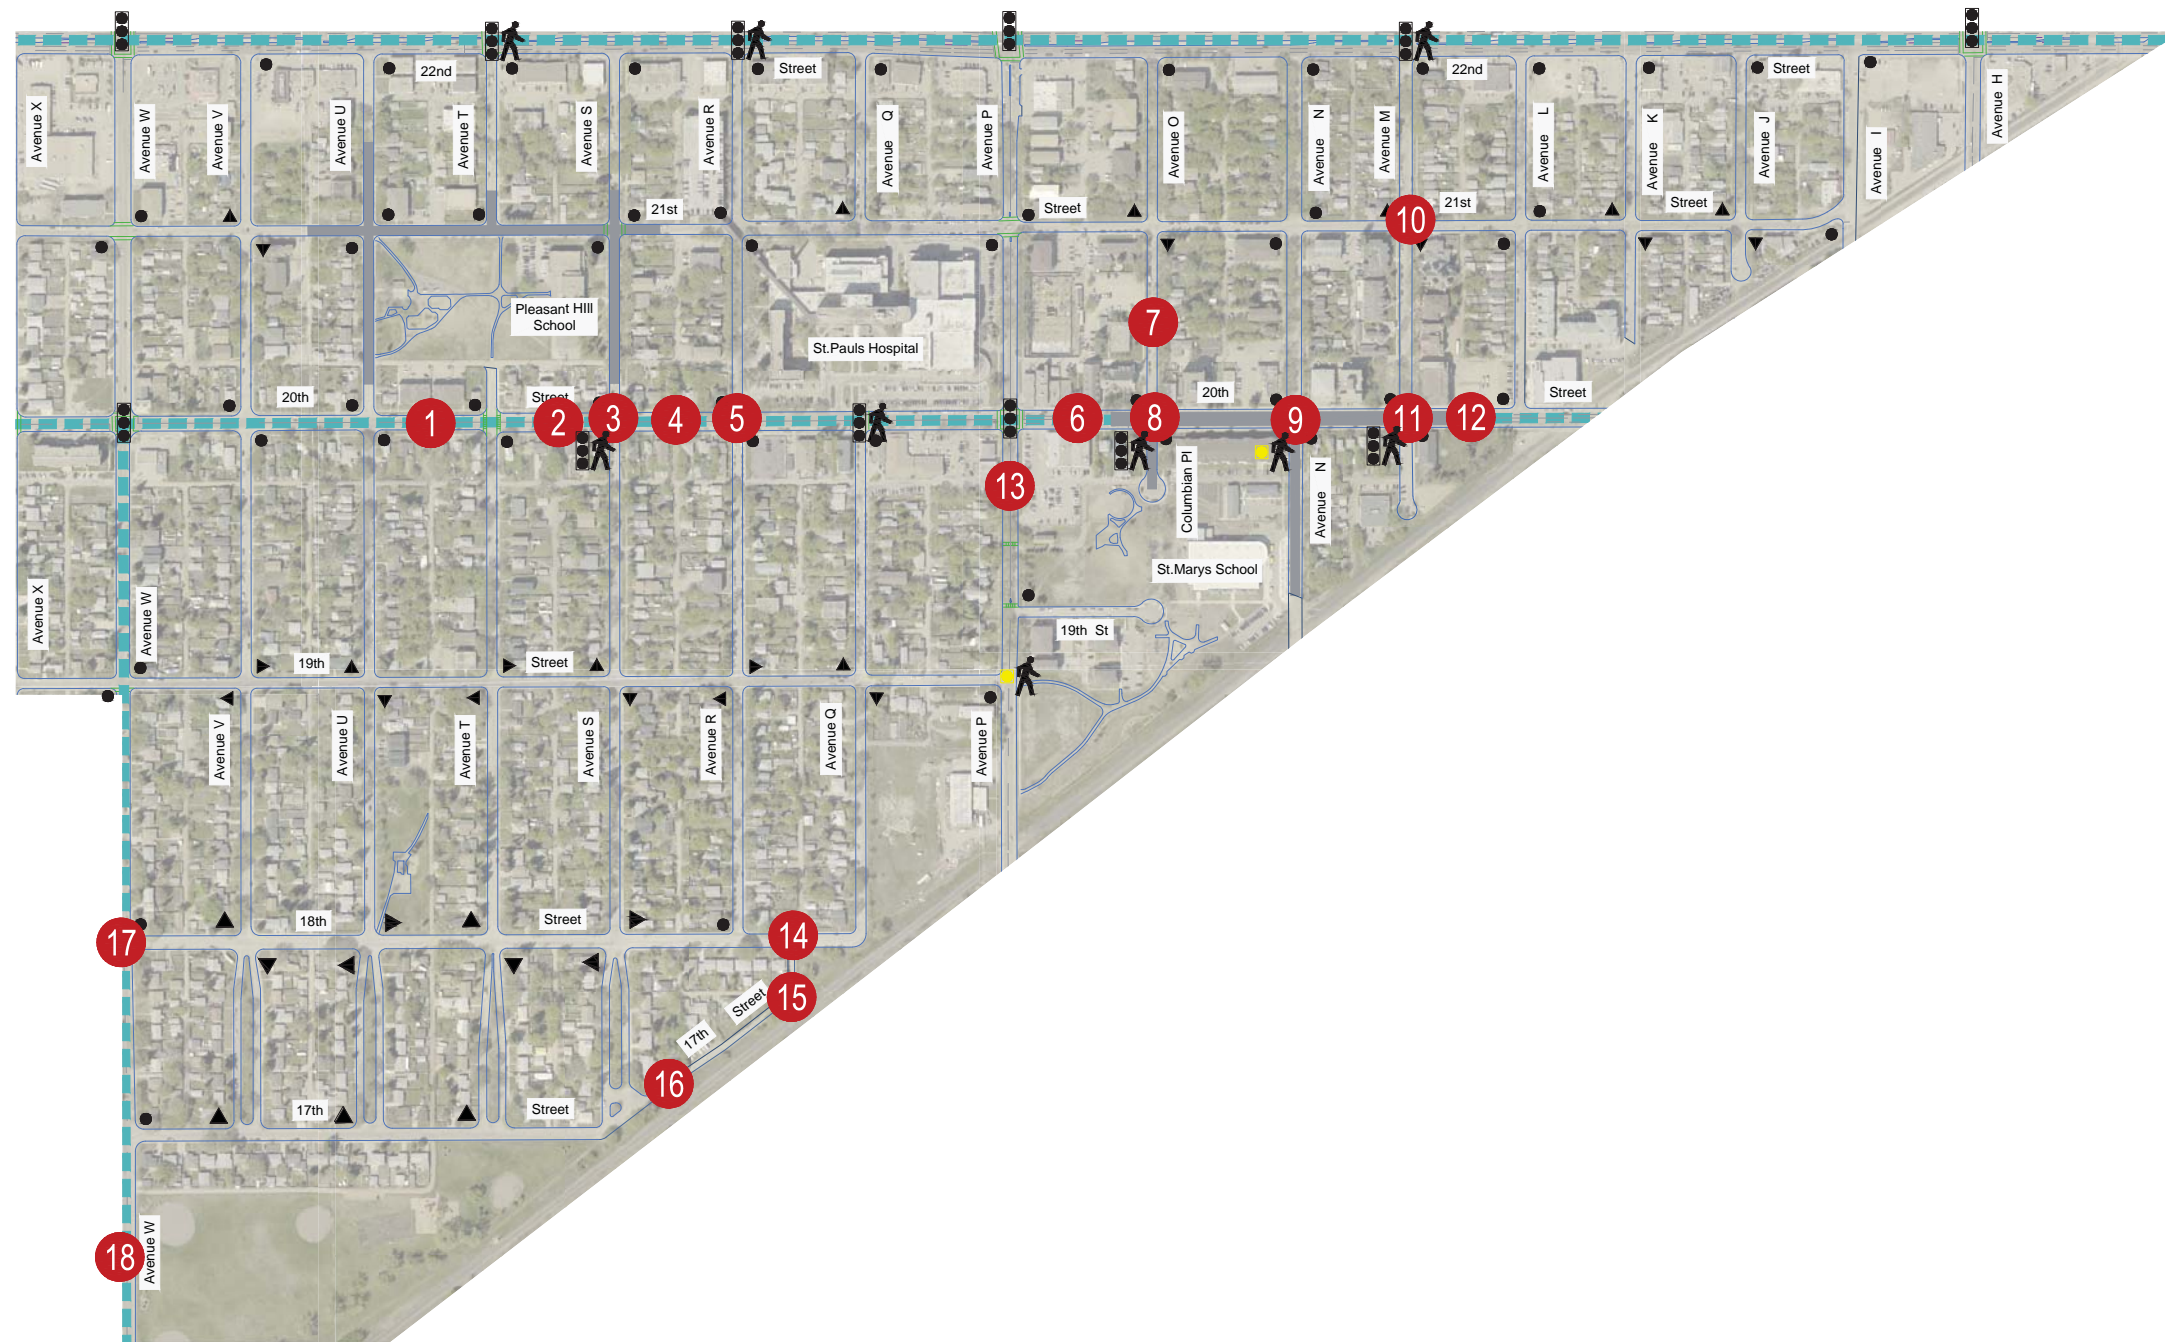 22nd
Street
22nd
Street
Avenue X
Avenue W
Avenue V
Avenue U
Avenue T
Avenue S
Avenue R
Avenue Q
Avenue P
Avenue O
Avenue N
Avenue M
Avenue L
Avenue K
Avenue J
Avenue I
Avenue H
21st
Street
21st
Street
10
Pleasant HIll
School
St.Pauls Hospital
7
20th
Street
20th
Street
1
2
3
4
5
6
8
9
11
12
13
Columbian Pl
Avenue N
St.Marys School
Avenue X
Avenue W
19th
Street
19th St
Avenue V
Avenue U
Avenue T
Avenue S
Avenue R
Avenue Q
Avenue P
18th
Street
17
14
15
Street
17th
16
17th
Street
Avenue W
18